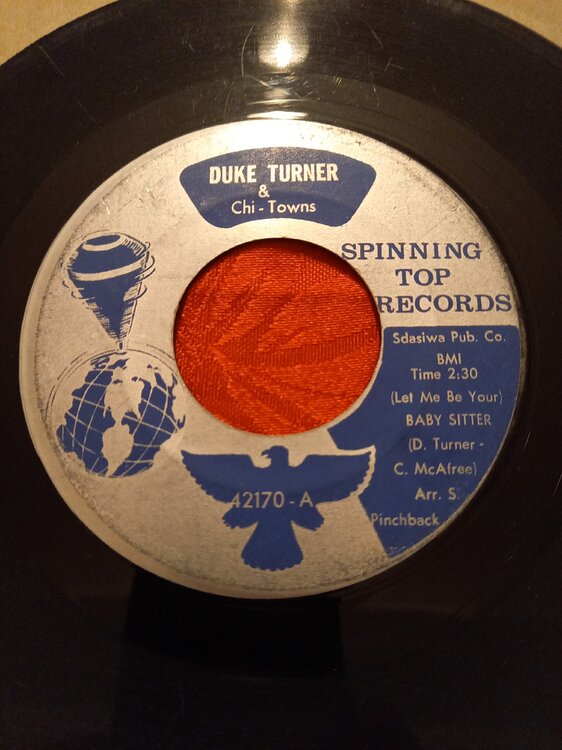 DUKE TURNER
&
Chi-Towns
SPINNING
TOP
RECORDS
Sdasiwa Pub. Co.
BMI
Time 2:30
(Let Me Be Your)
BABY SITTER
(D. Turner -
C. McAfree)
Arr. S.
Pinchback
42170-A